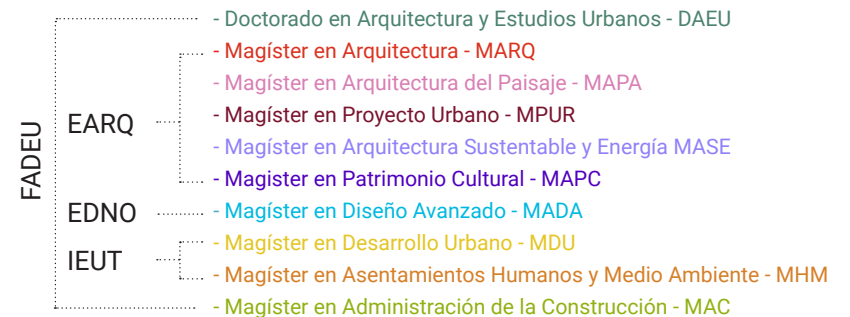 FADEU
- Doctorado en Arquitectura y Estudios Urbanos - DAEU
EARQ
- Magíster en Arquitectura - MARQ
- Magíster en Arquitectura del Paisaje - MAPA
- Magíster en Proyecto Urbano - MPUR
- Magíster en Arquitectura Sustentable y Energía MASE
- Magister en Patrimonio Cultural - MAPC
EDNO
- Magíster en Diseño Avanzado - MADA
IEUT
- Magíster en Desarrollo Urbano - MDU
- Magíster en Asentamientos Humanos y Medio Ambiente - MHM
- Magíster en Administración de la Construcción - MAC